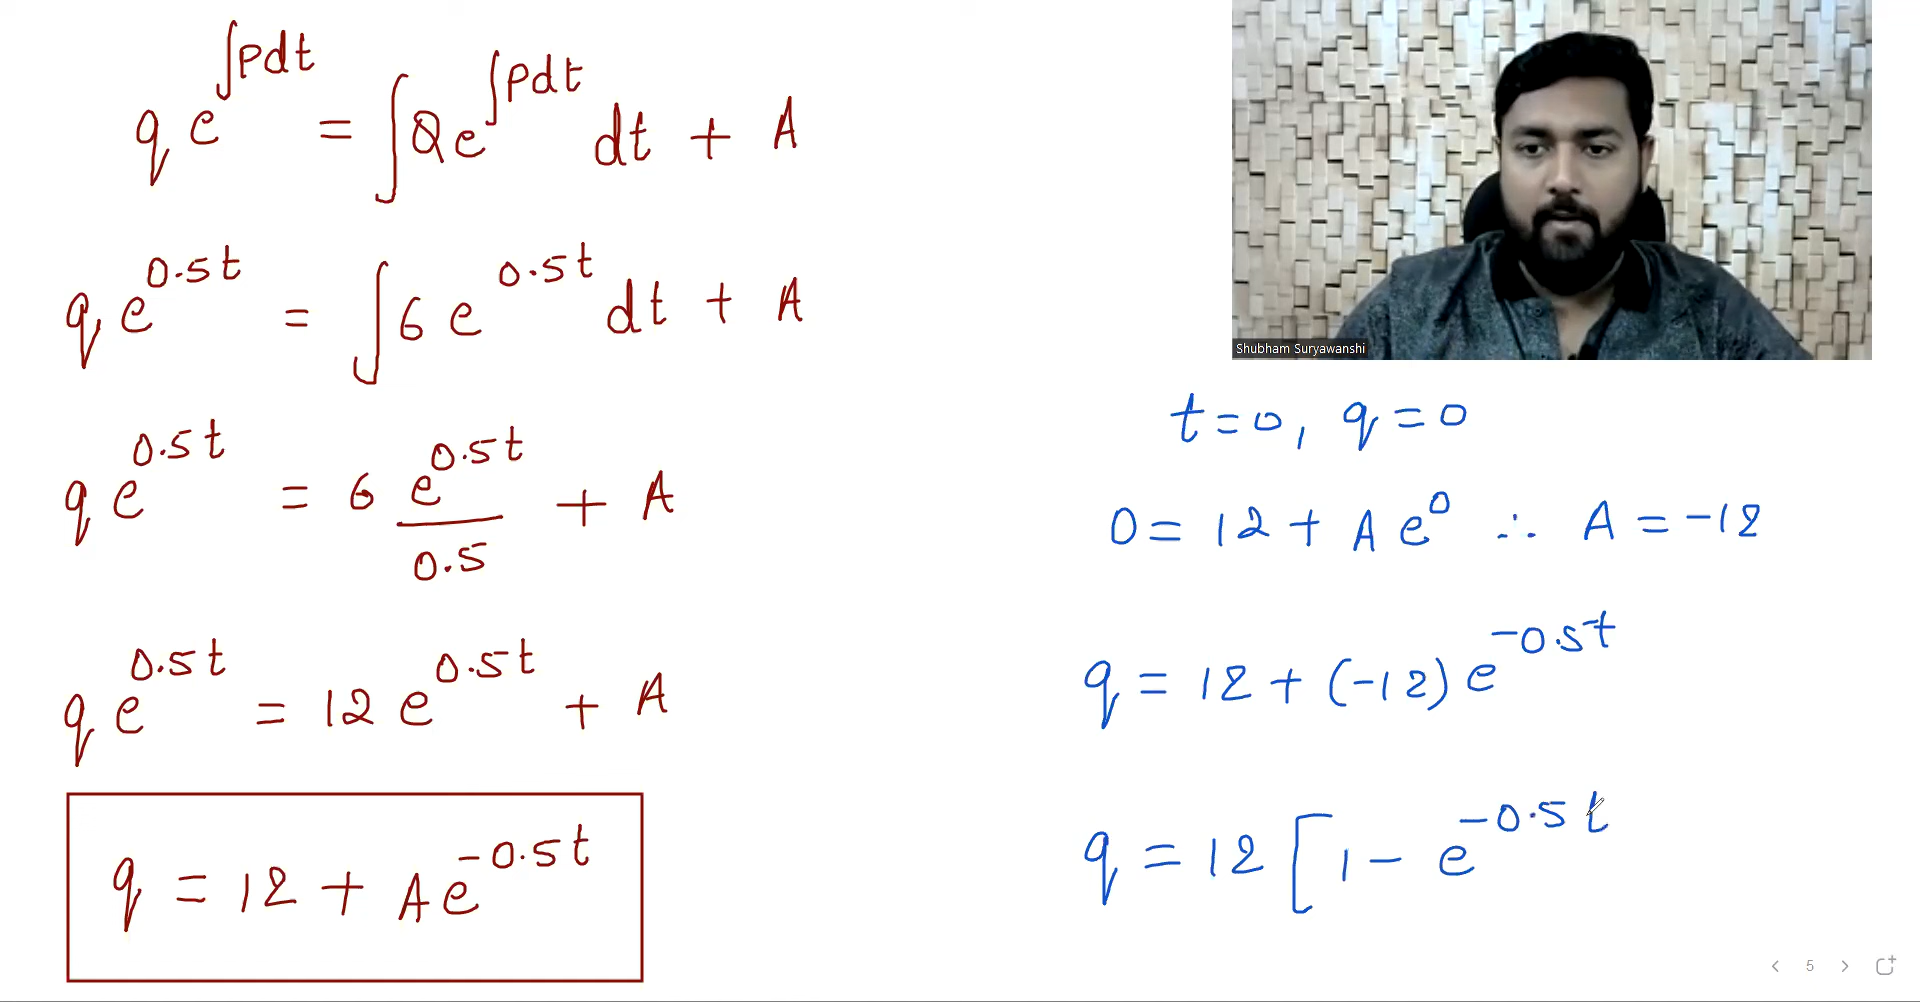 q e^{∫Pdt} = ∫Q e^{∫Pdt} dt + A
q e^{0.5t} = ∫6 e^{0.5t} dt + A
q e^{0.5t} = 6 e^{0.5t}/0.5 + A
q e^{0.5t} = 12 e^{0.5t} + A
q = 12 + Ae^{-0.5t}
Shubham Suryawanshi
t=0, q=0
0 = 12 + A e^0 ∴ A = -12
q = 12 + (-12) e^{-0.5t}
q = 12 [ 1 - e^{-0.5t}
5